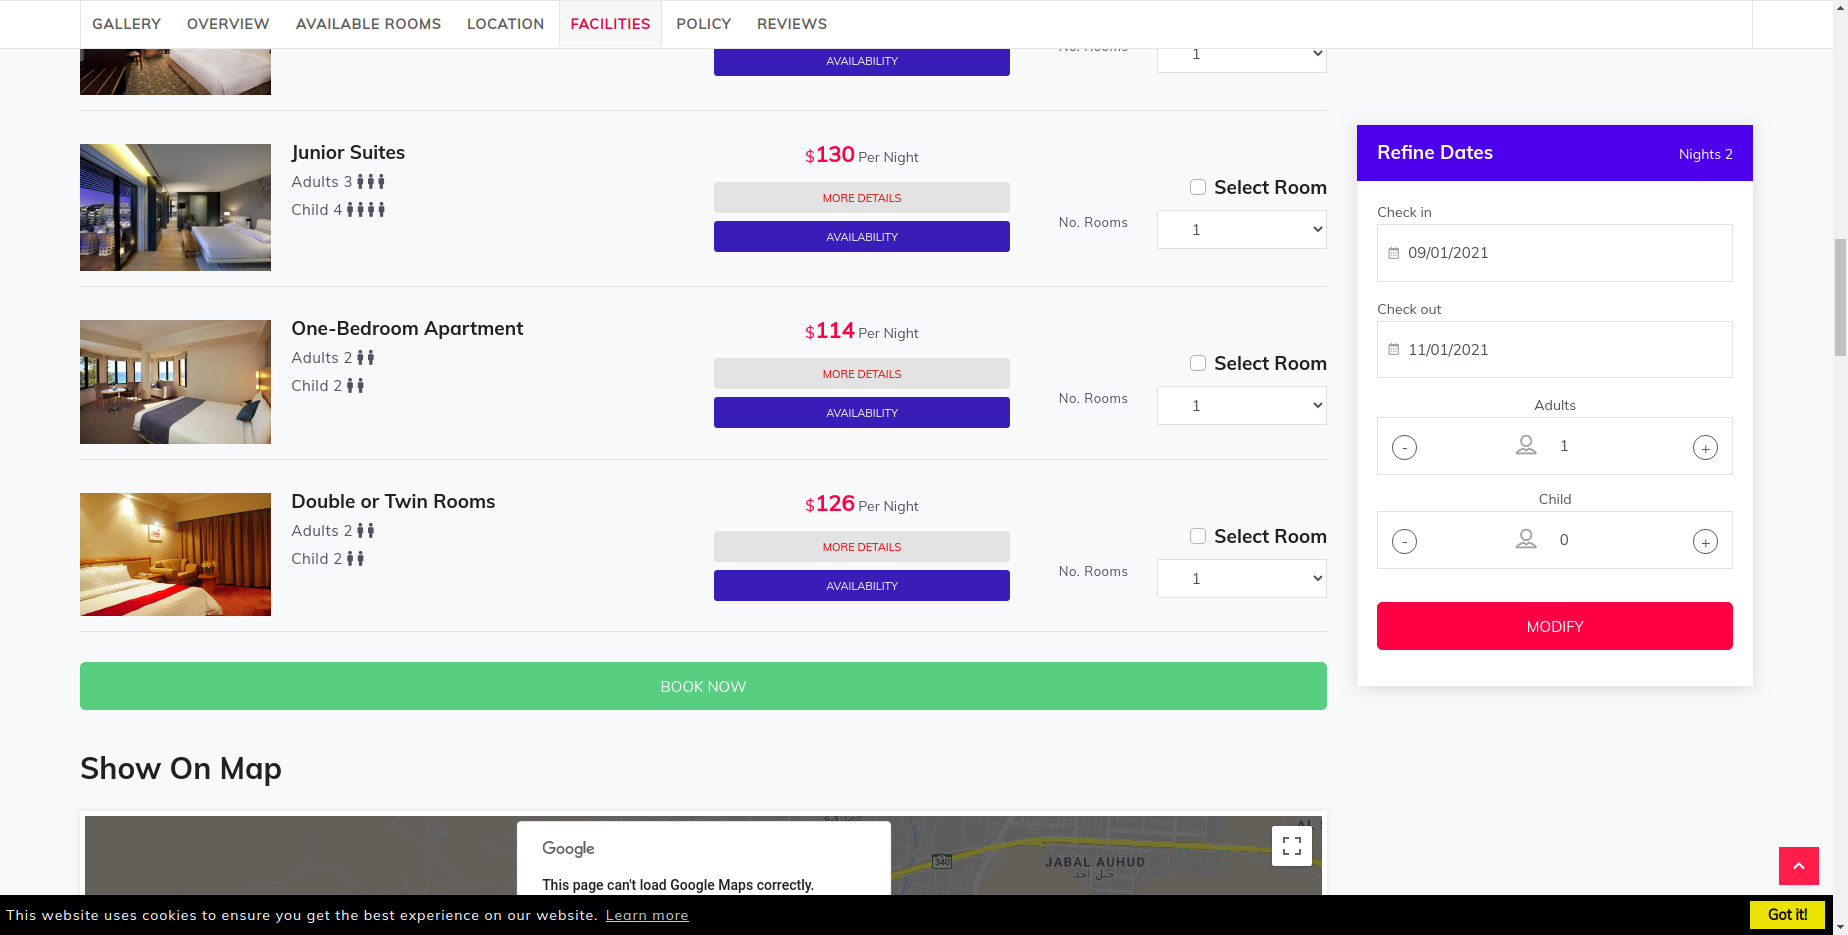 GALLERY OVERVIEW AVAILABLE ROOMS LOCATION FACILITIES POLICY REVIEWS
No. Rooms
1
AVAILABILITY
Junior Suites
Adults 3
Child 4
$130 Per Night
MORE DETAILS
AVAILABILITY
Select Room
No. Rooms
1
One-Bedroom Apartment
Adults 2
Child 2
$114 Per Night
MORE DETAILS
AVAILABILITY
Select Room
No. Rooms
1
Double or Twin Rooms
Adults 2
Child 2
$126 Per Night
MORE DETAILS
AVAILABILITY
Select Room
No. Rooms
1
BOOK NOW
Refine Dates
Nights 2
Check in
09/01/2021
Check out
11/01/2021
Adults
- 1 +
Child
- 0 +
MODIFY
Show On Map
Google
This page can't load Google Maps correctly.
340
JABAL AUHUD
جبل احد
This website uses cookies to ensure you get the best experience on our website. Learn more
Got it!